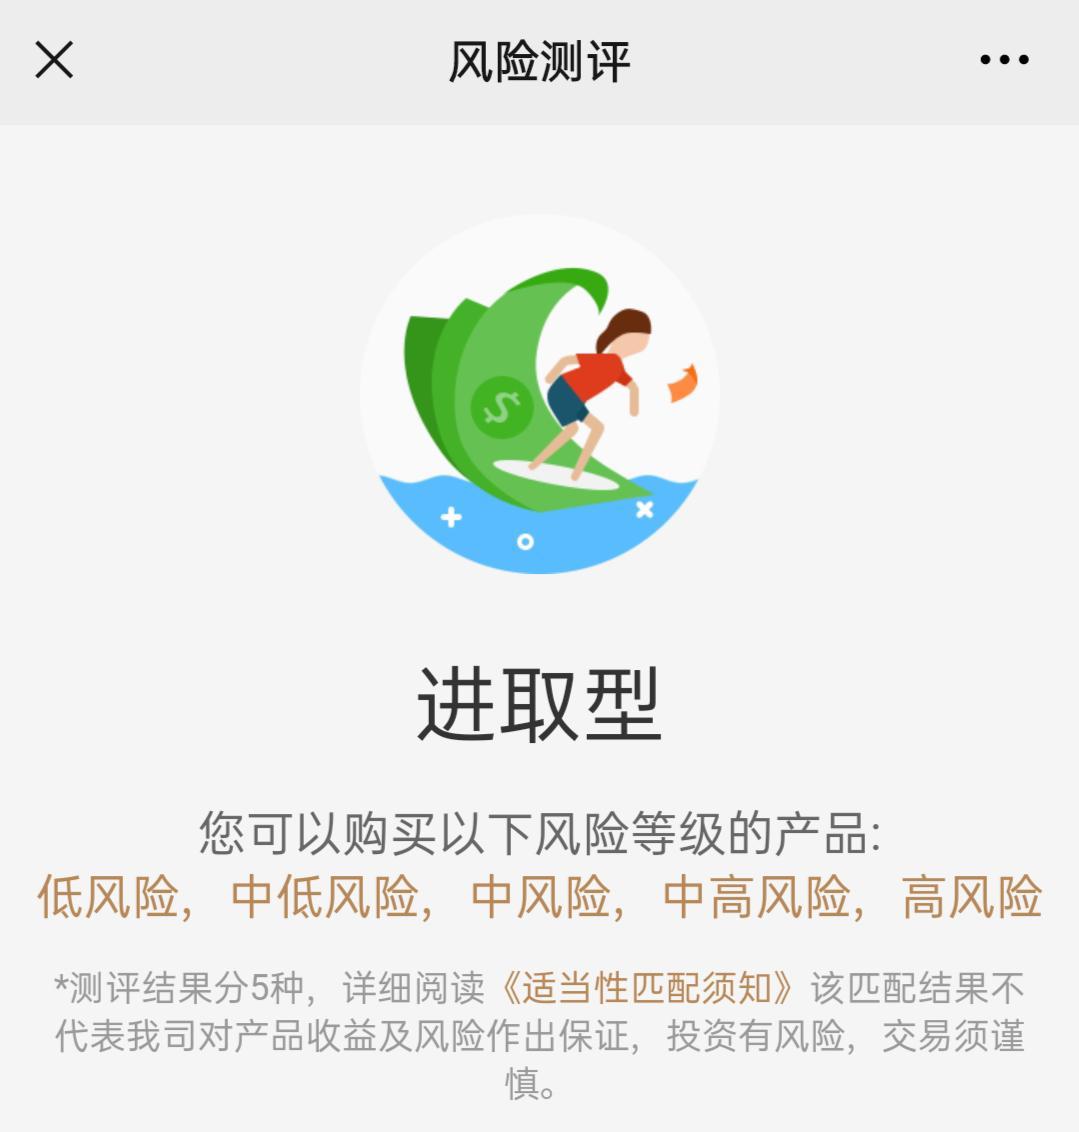 风险测评
进取型
您可以购买以下风险等级的产品:
低风险，中低风险，中风险，中高风险，高风险
*测评结果分5种，详细阅读《适当性匹配须知》该匹配结果不
代表我司对产品收益及风险作出保证，投资有风险，交易须谨
慎。